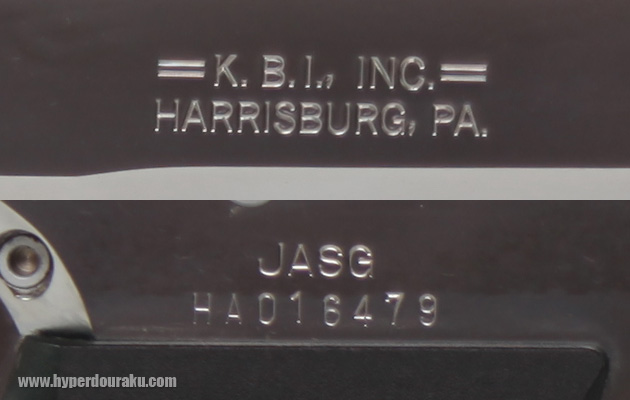 K. B. I., INC.
HARRISBURG, PA.
JASG
HA016479
www.hyperdouraku.com